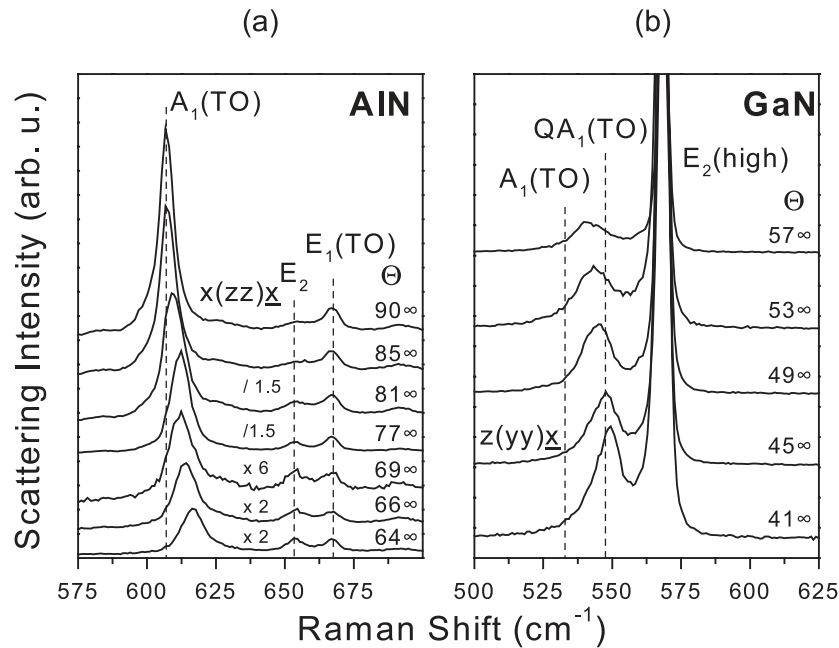 (a)
(b)
Scattering Intensity (arb. u.)
A₁(TO)
AlN
x(zz)x̲
E₂
E₁(TO)
Θ
90∞
85∞
/ 1.5
81∞
/1.5
77∞
x 6
69∞
x 2
66∞
x 2
64∞
575 600 625 650 675
GaN
QA₁(TO)
A₁(TO)
E₂(high)
Θ
57∞
53∞
49∞
z(yy)x̲
45∞
41∞
500 525 550 575 600 625
Raman Shift (cm⁻¹)